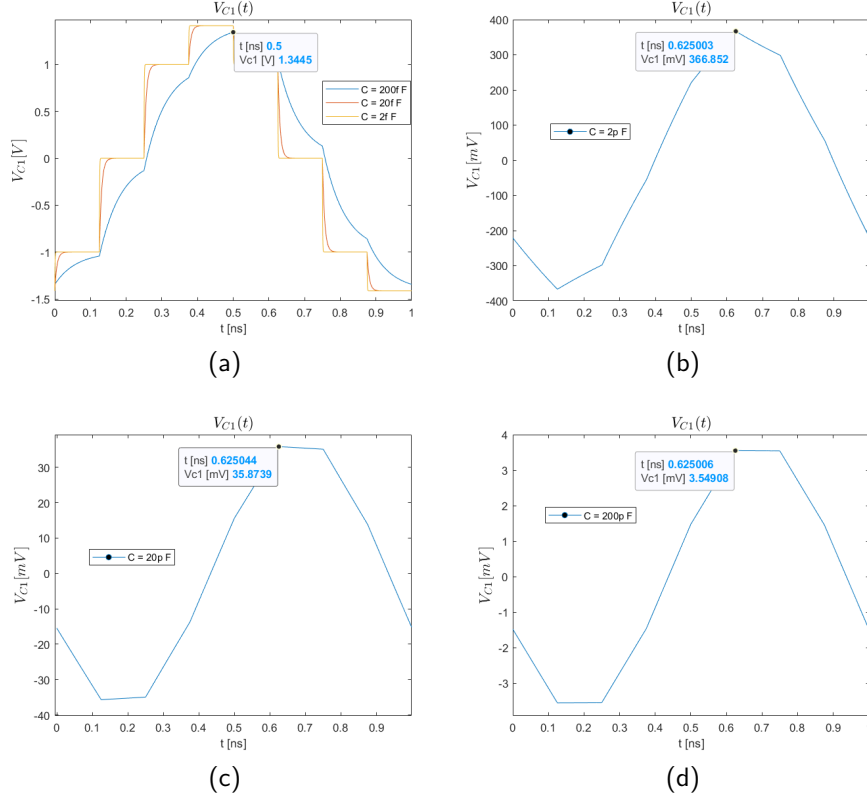 V_{C1}(t)
t [ns] 0.5
Vc1 [V] 1.3445
C = 200f F
C = 20f F
C = 2f F
V_{C1}[V]
1
0.5
0
-0.5
-1
-1.5
0 0.1 0.2 0.3 0.4 0.5 0.6 0.7 0.8 0.9 1
t [ns]
(a)
V_{C1}(t)
t [ns] 0.625003
Vc1 [mV] 366.852
C = 2p F
V_{C1}[mV]
400
300
200
100
0
-100
-200
-300
-400
0 0.1 0.2 0.3 0.4 0.5 0.6 0.7 0.8 0.9
t [ns]
(b)
V_{C1}(t)
t [ns] 0.625044
Vc1 [mV] 35.8739
C = 20p F
V_{C1}[mV]
30
20
10
0
-10
-20
-30
-40
0 0.1 0.2 0.3 0.4 0.5 0.6 0.7 0.8 0.9
t [ns]
(c)
V_{C1}(t)
t [ns] 0.625006
Vc1 [mV] 3.54908
C = 200p F
V_{C1}[mV]
4
3
2
1
0
-1
-2
-3
0 0.1 0.2 0.3 0.4 0.5 0.6 0.7 0.8 0.9
t [ns]
(d)